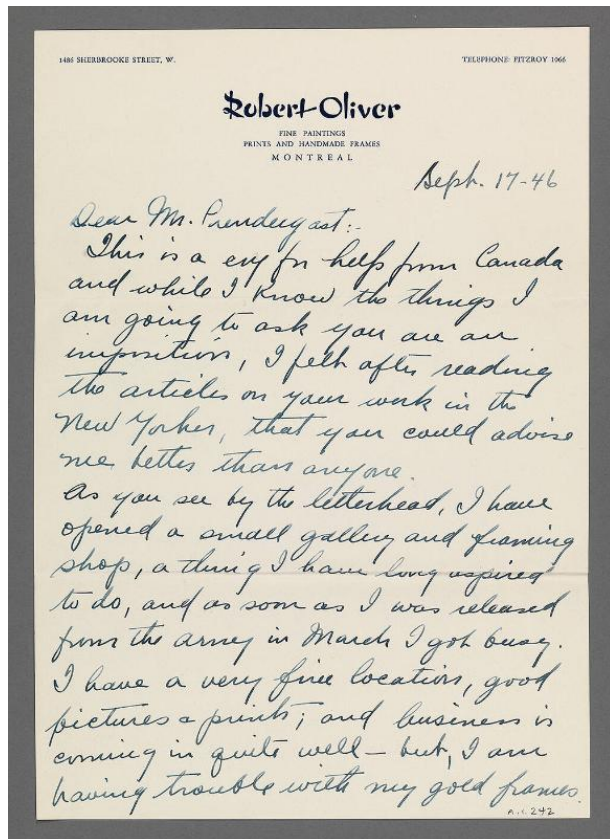 1486 SHERBROOKE STREET, W.
TELEPHONE: FITZROY 1066
Robert Oliver
FINE PAINTINGS
PRINTS AND HANDMADE FRAMES
MONTREAL
Sept. 17-46
Dear Mr. Prendergast:-
This is a cry for help from Canada
and while I know the things I
am going to ask you are an
imposition, I felt after reading
the articles on your work in the
New Yorker, that you could advise
me better than anyone.
As you see by the letterhead, I have
opened a small gallery and framing
shop, a thing I have long aspired
to do, and as soon as I was released
from the army in March I got busy.
I have a very fine location, good
pictures & prints; and business is
coming in quite well – but, I am
having trouble with my gold frames.
A.1.242